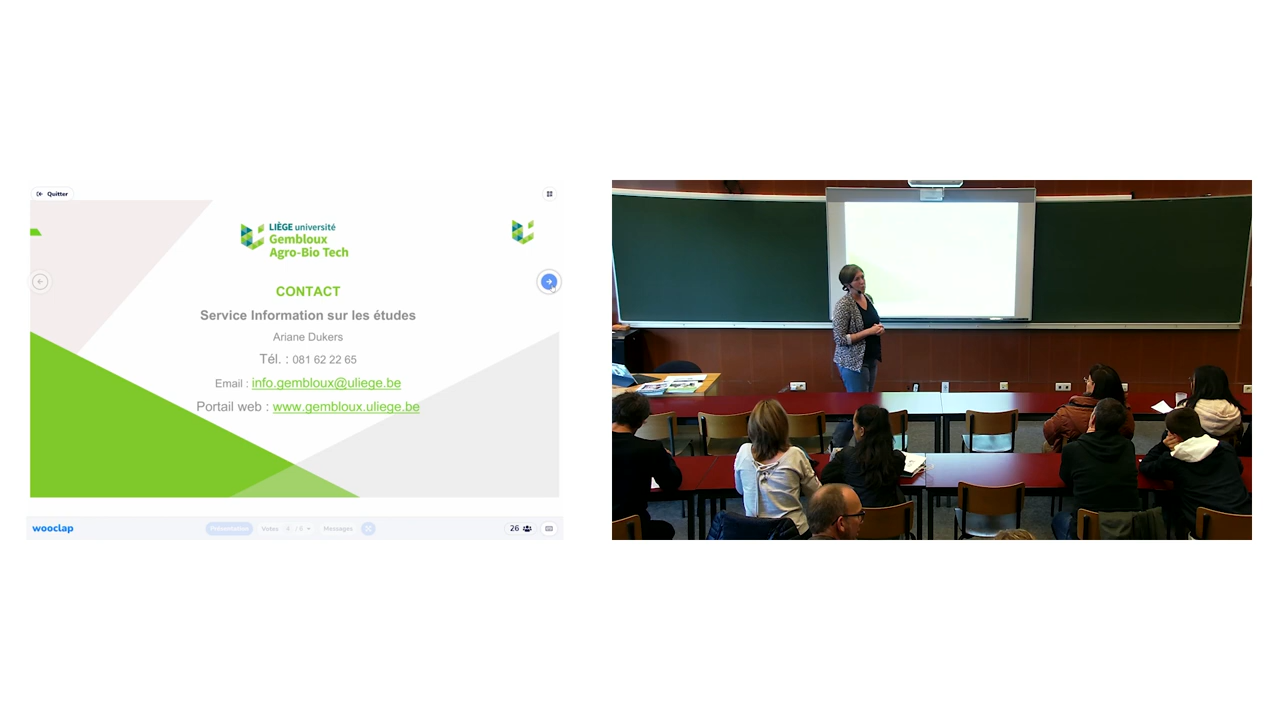 Quitter
LIÈGE université
Gembloux
Agro-Bio Tech
CONTACT
Service Information sur les études
Ariane Dukers
Tél. : 081 62 22 65
Email : info.gembloux@uliege.be
Portail web : www.gembloux.uliege.be
wooclap
Présentation
Votes
Messages
26